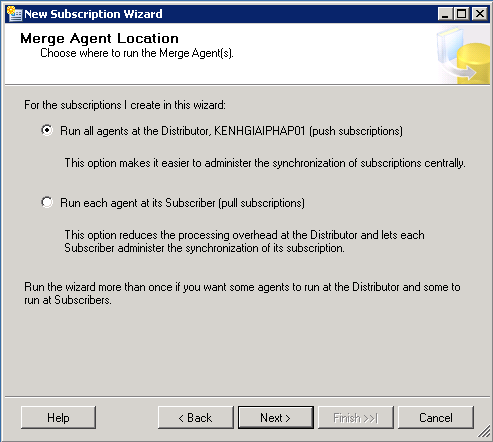 New Subscription Wizard
Merge Agent Location
Choose where to run the Merge Agent(s).
For the subscriptions I create in this wizard:
Run all agents at the Distributor, KENHGIAIPHAP01 (push subscriptions)
This option makes it easier to administer the synchronization of subscriptions centrally.
Run each agent at its Subscriber (pull subscriptions)
This option reduces the processing overhead at the Distributor and lets each
Subscriber administer the synchronization of its subscription.
Run the wizard more than once if you want some agents to run at the Distributor and some to
run at Subscribers.
Help
< Back
Next >
Finish >>|
Cancel